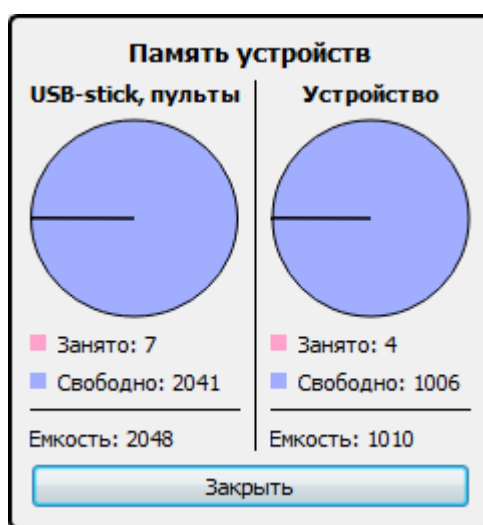 Память устройств
USB-stick, пульты
Занято: 7
Свободно: 2041
Емкость: 2048
Устройство
Занято: 4
Свободно: 1006
Емкость: 1010
Закрыть